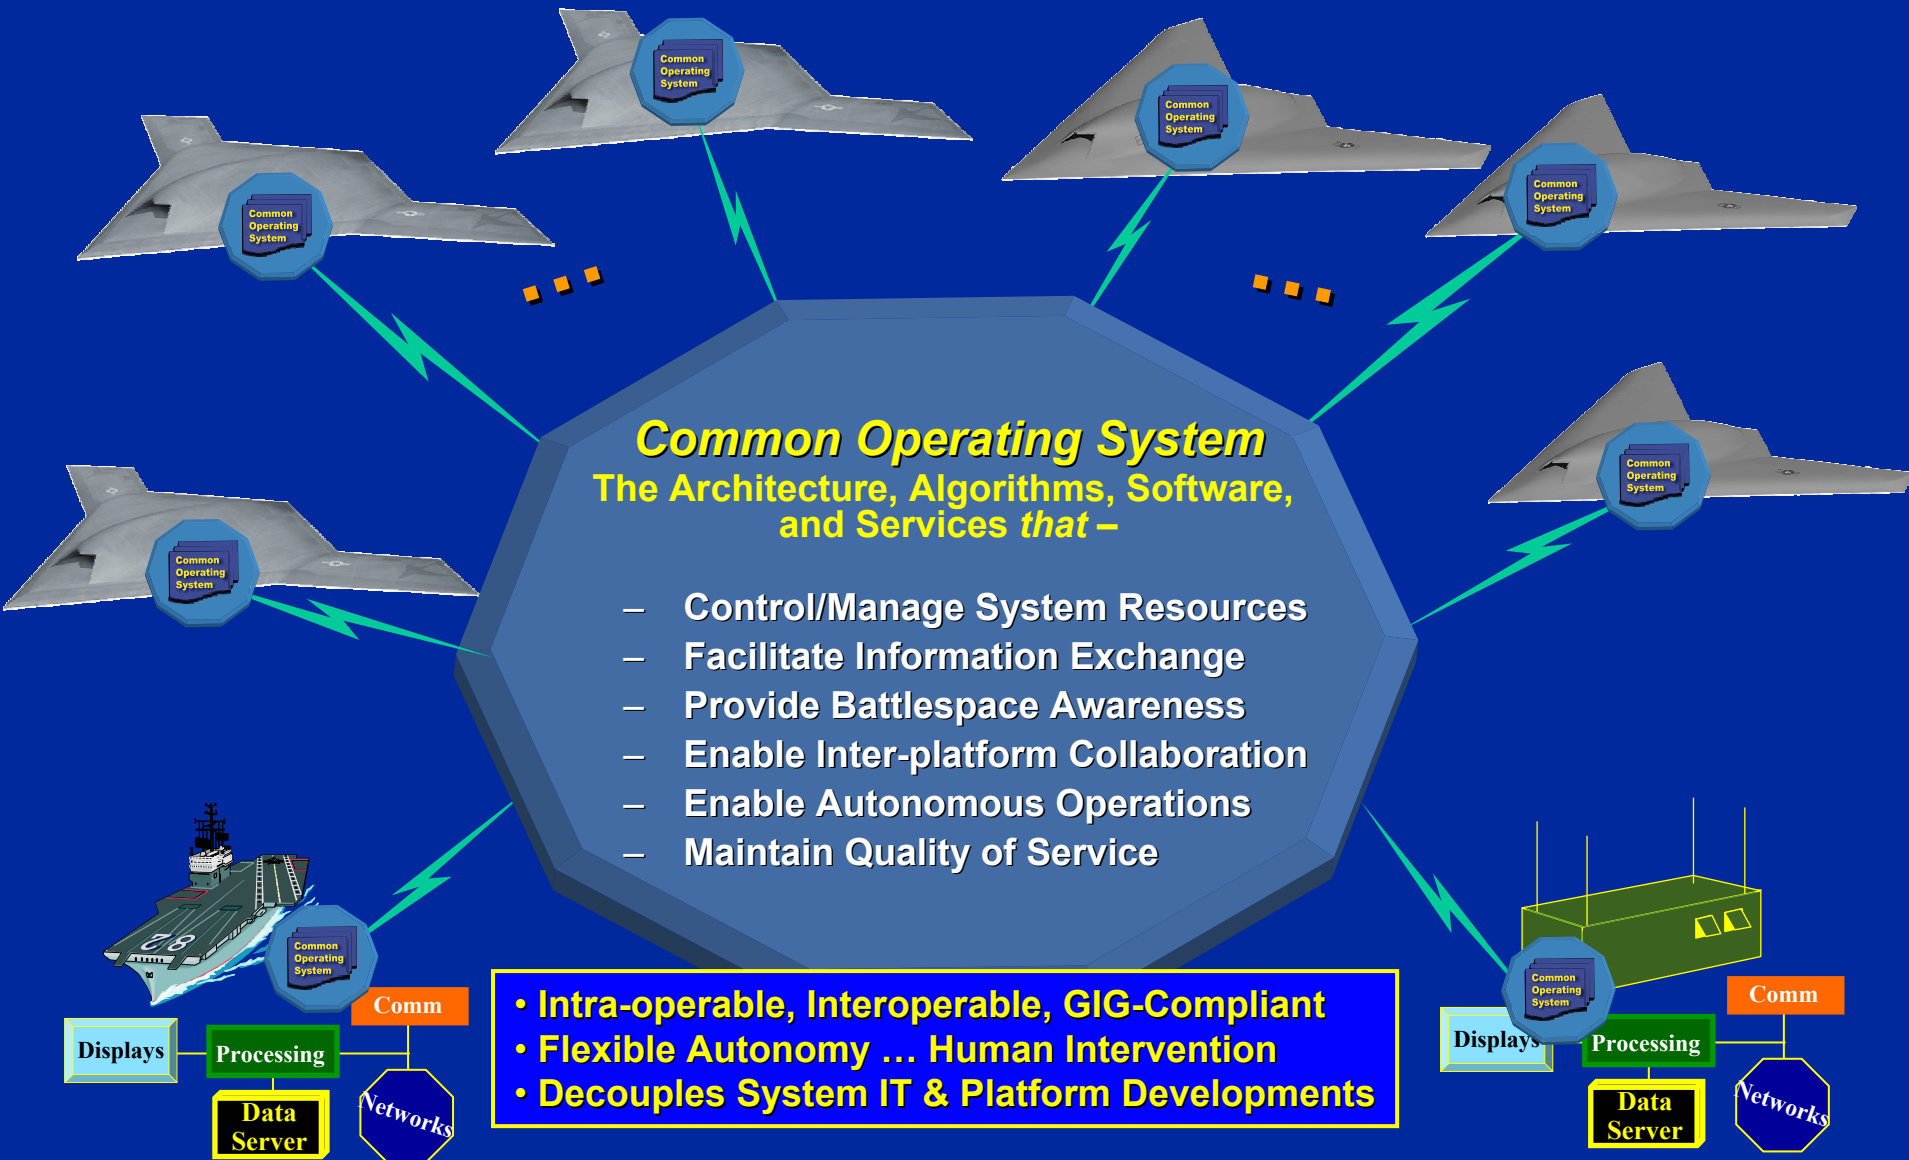 Common
Operating
System
Common
Operating
System
Common
Operating
System
Common
Operating
System
Common
Operating
System
Common
Operating
System
Common Operating System
The Architecture, Algorithms, Software,
and Services that –
– Control/Manage System Resources
– Facilitate Information Exchange
– Provide Battlespace Awareness
– Enable Inter-platform Collaboration
– Enable Autonomous Operations
– Maintain Quality of Service
28
Common
Operating
System
Comm
Displays
Processing
Data
Server
Networks
• Intra-operable, Interoperable, GIG-Compliant
• Flexible Autonomy … Human Intervention
• Decouples System IT & Platform Developments
Common
Operating
System
Comm
Displays
Processing
Data
Server
Networks